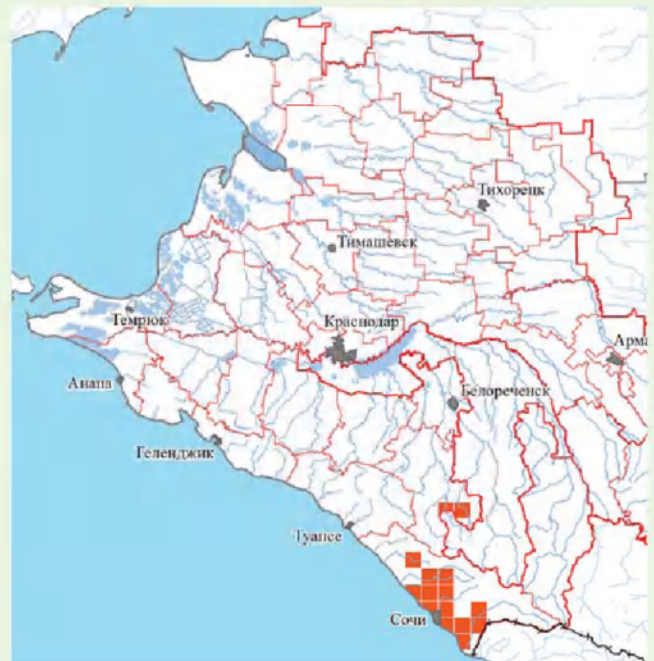 Тихорецк
Тимашевск
Темрюк
Краснодар
Арма
Анапа
Белореченск
Геленджик
Туапсе
Сочи